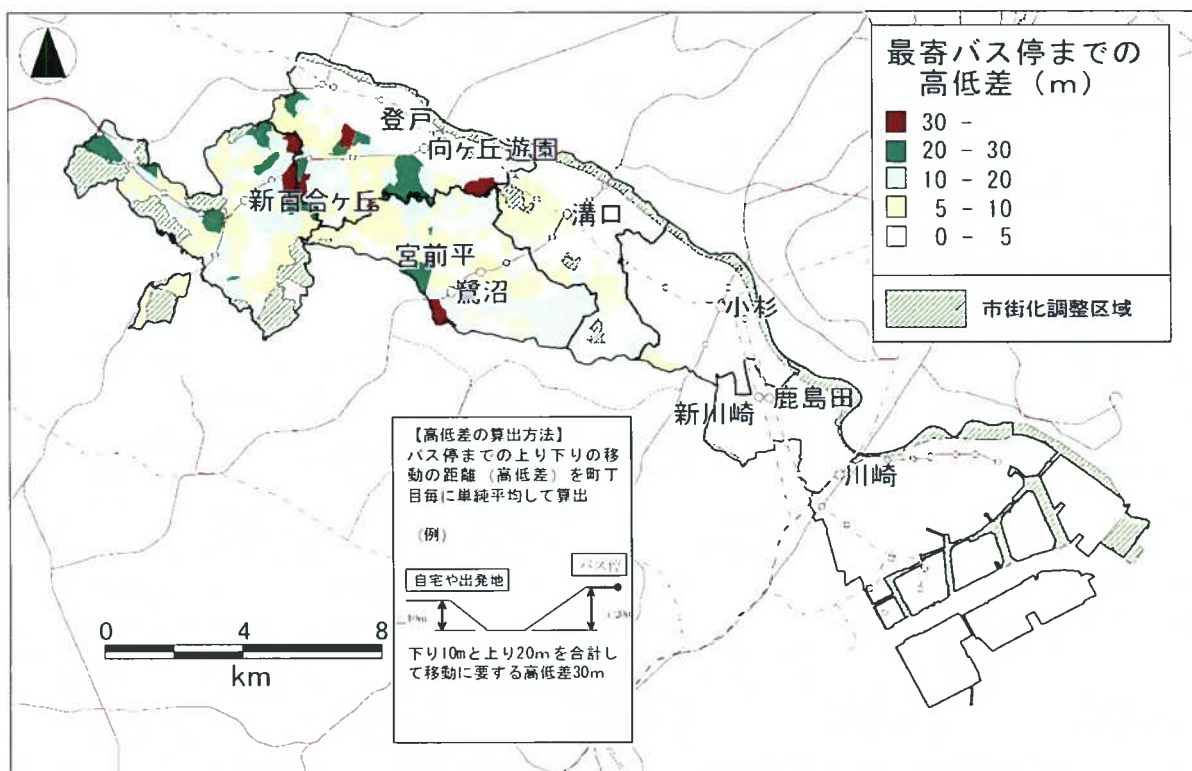 最寄バス停までの
高低差（m）
30 -
20 - 30
10 - 20
5 - 10
0 - 5
市街化調整区域
登戸
向ヶ丘遊園
新百合ヶ丘
溝口
宮前平
鷺沼
小杉
鹿島田
新川崎
川崎
【高低差の算出方法】
バス停までの上り下りの移
動の距離（高低差）を町丁
目毎に単純平均して算出
（例）
バス停
自宅や出発地
下り10mと上り20mを合計し
て移動に要する高低差30m
0 4 8
km